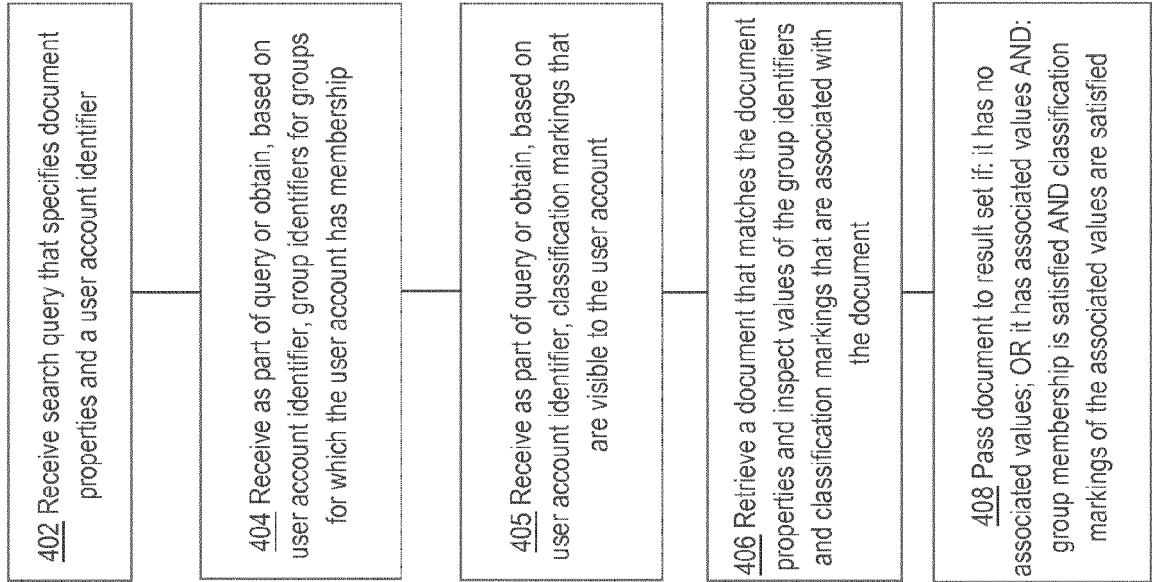 402 Receive search query that specifies document
properties and a user account identifier
404 Receive as part of query or obtain, based on
user account identifier, group identifiers for groups
for which the user account has membership
405 Receive as part of query or obtain, based on
user account identifier, classification markings that
are visible to the user account
406 Retrieve a document that matches the document
properties and inspect values of the group identifiers
and classification markings that are associated with
the document
408 Pass document to result set if: it has no
associated values; OR it has associated values AND:
group membership is satisfied AND classification
markings of the associated values are satisfied